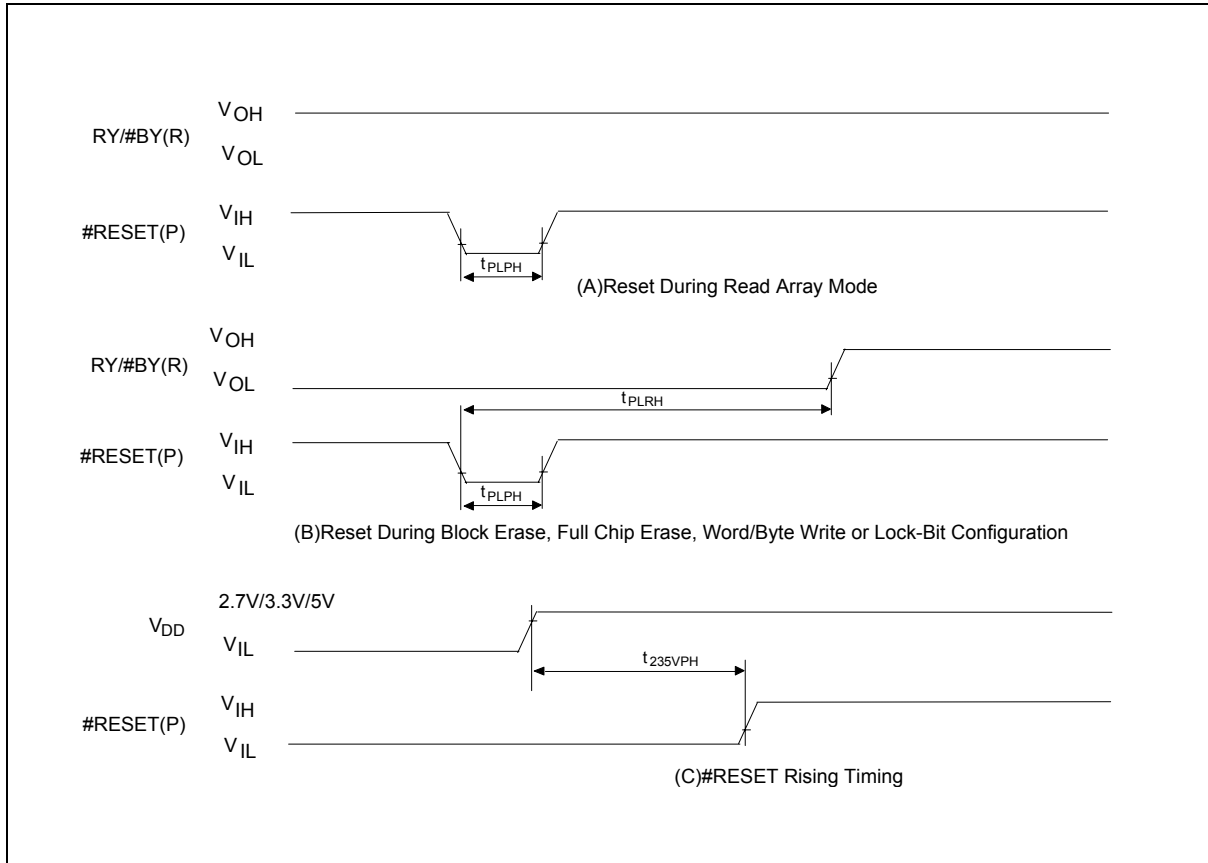 VOH
RY/#BY(R)
VOL
VIH
#RESET(P)
VIL
tPLPH
(A)Reset During Read Array Mode
VOH
RY/#BY(R)
VOL
tPLRH
VIH
#RESET(P)
VIL
tPLPH
(B)Reset During Block Erase, Full Chip Erase, Word/Byte Write or Lock-Bit Configuration
2.7V/3.3V/5V
VDD
VIL
t235VPH
VIH
#RESET(P)
VIL
(C)#RESET Rising Timing